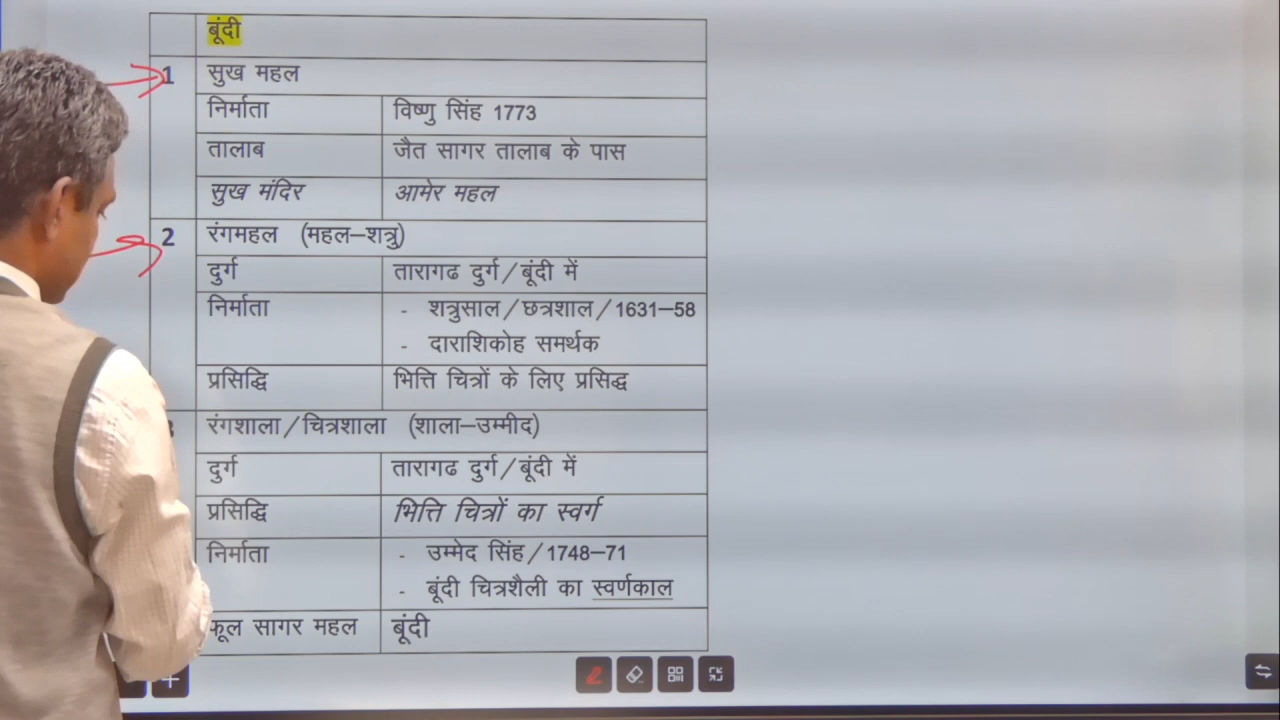 बूंदी
1 सुख महल
निर्माता विष्णु सिंह 1773
तालाब जैत सागर तालाब के पास
सुख मंदिर आमेर महल
2 रंगमहल (महल–शत्रु)
दुर्ग तारागढ दुर्ग/बूंदी में
निर्माता - शत्रुसाल/छत्रशाल/1631–58
- दाराशिकोह समर्थक
प्रसिद्धि भित्ति चित्रों के लिए प्रसिद्ध
रंगशाला/चित्रशाला (शाला–उम्मीद)
दुर्ग तारागढ दुर्ग/बूंदी में
प्रसिद्धि भित्ति चित्रों का स्वर्ग
निर्माता - उम्मेद सिंह/1748–71
- बूंदी चित्रशैली का स्वर्णकाल
फूल सागर महल बूंदी